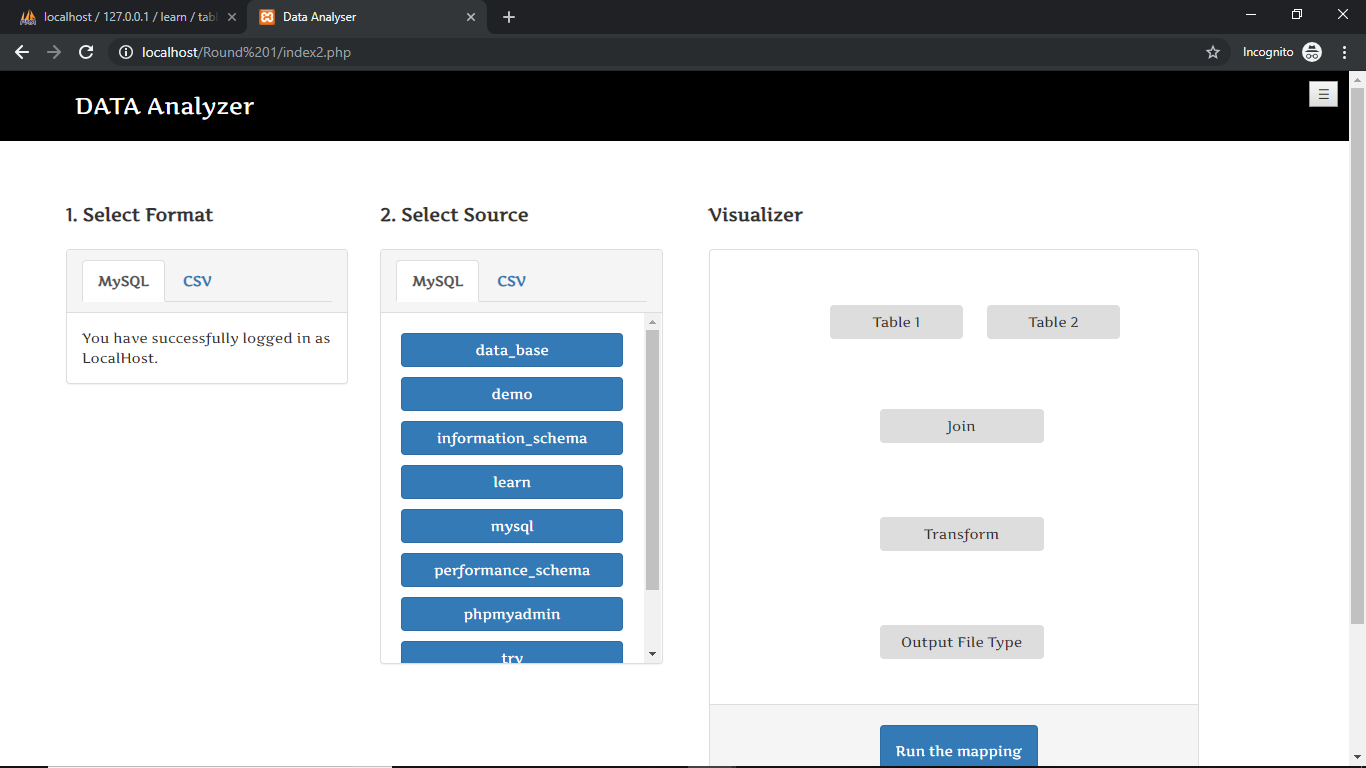 localhost / 127.0.0.1 / learn / tab
Data Analyser
localhost/Round%201/index2.php
Incognito
DATA Analyzer
1. Select Format
MySQL CSV
You have successfully logged in as
LocalHost.
2. Select Source
MySQL CSV
data_base
demo
information_schema
learn
mysql
performance_schema
phpmyadmin
try
Visualizer
Table 1 Table 2
Join
Transform
Output File Type
Run the mapping